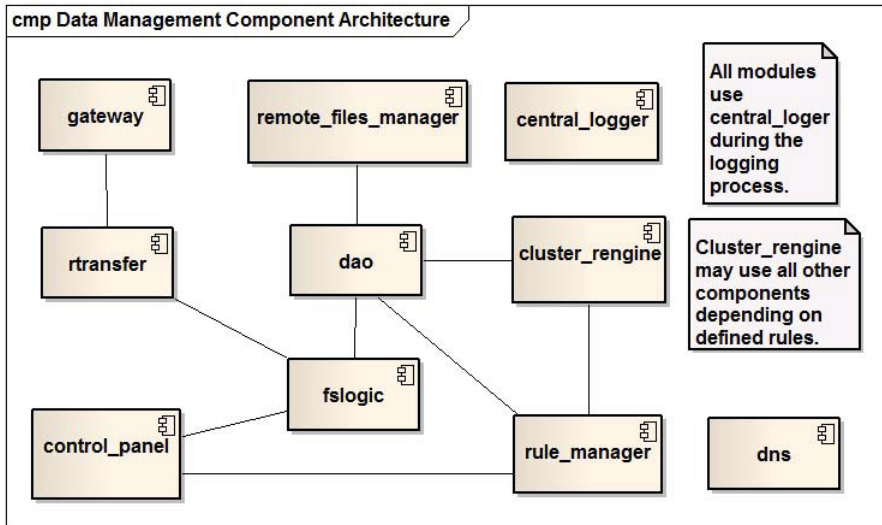 cmp Data Management Component Architecture
gateway
remote_files_manager
central_logger
All modules
use
central_loger
during the
logging
process.
rtransfer
dao
cluster_rengine
Cluster_rengine
may use all other
components
depending on
defined rules.
fslogic
control_panel
rule_manager
dns